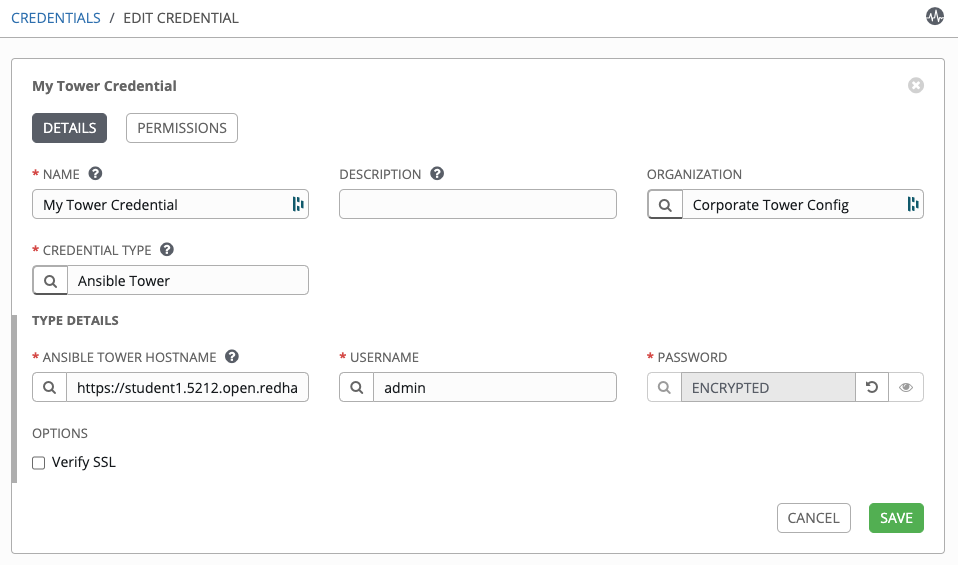 CREDENTIALS / EDIT CREDENTIAL
My Tower Credential
DETAILS PERMISSIONS
* NAME ? DESCRIPTION ? ORGANIZATION
My Tower Credential Corporate Tower Config
* CREDENTIAL TYPE ?
Ansible Tower
TYPE DETAILS
* ANSIBLE TOWER HOSTNAME ? * USERNAME * PASSWORD
https://student1.5212.open.redha admin ENCRYPTED
OPTIONS
Verify SSL
CANCEL SAVE